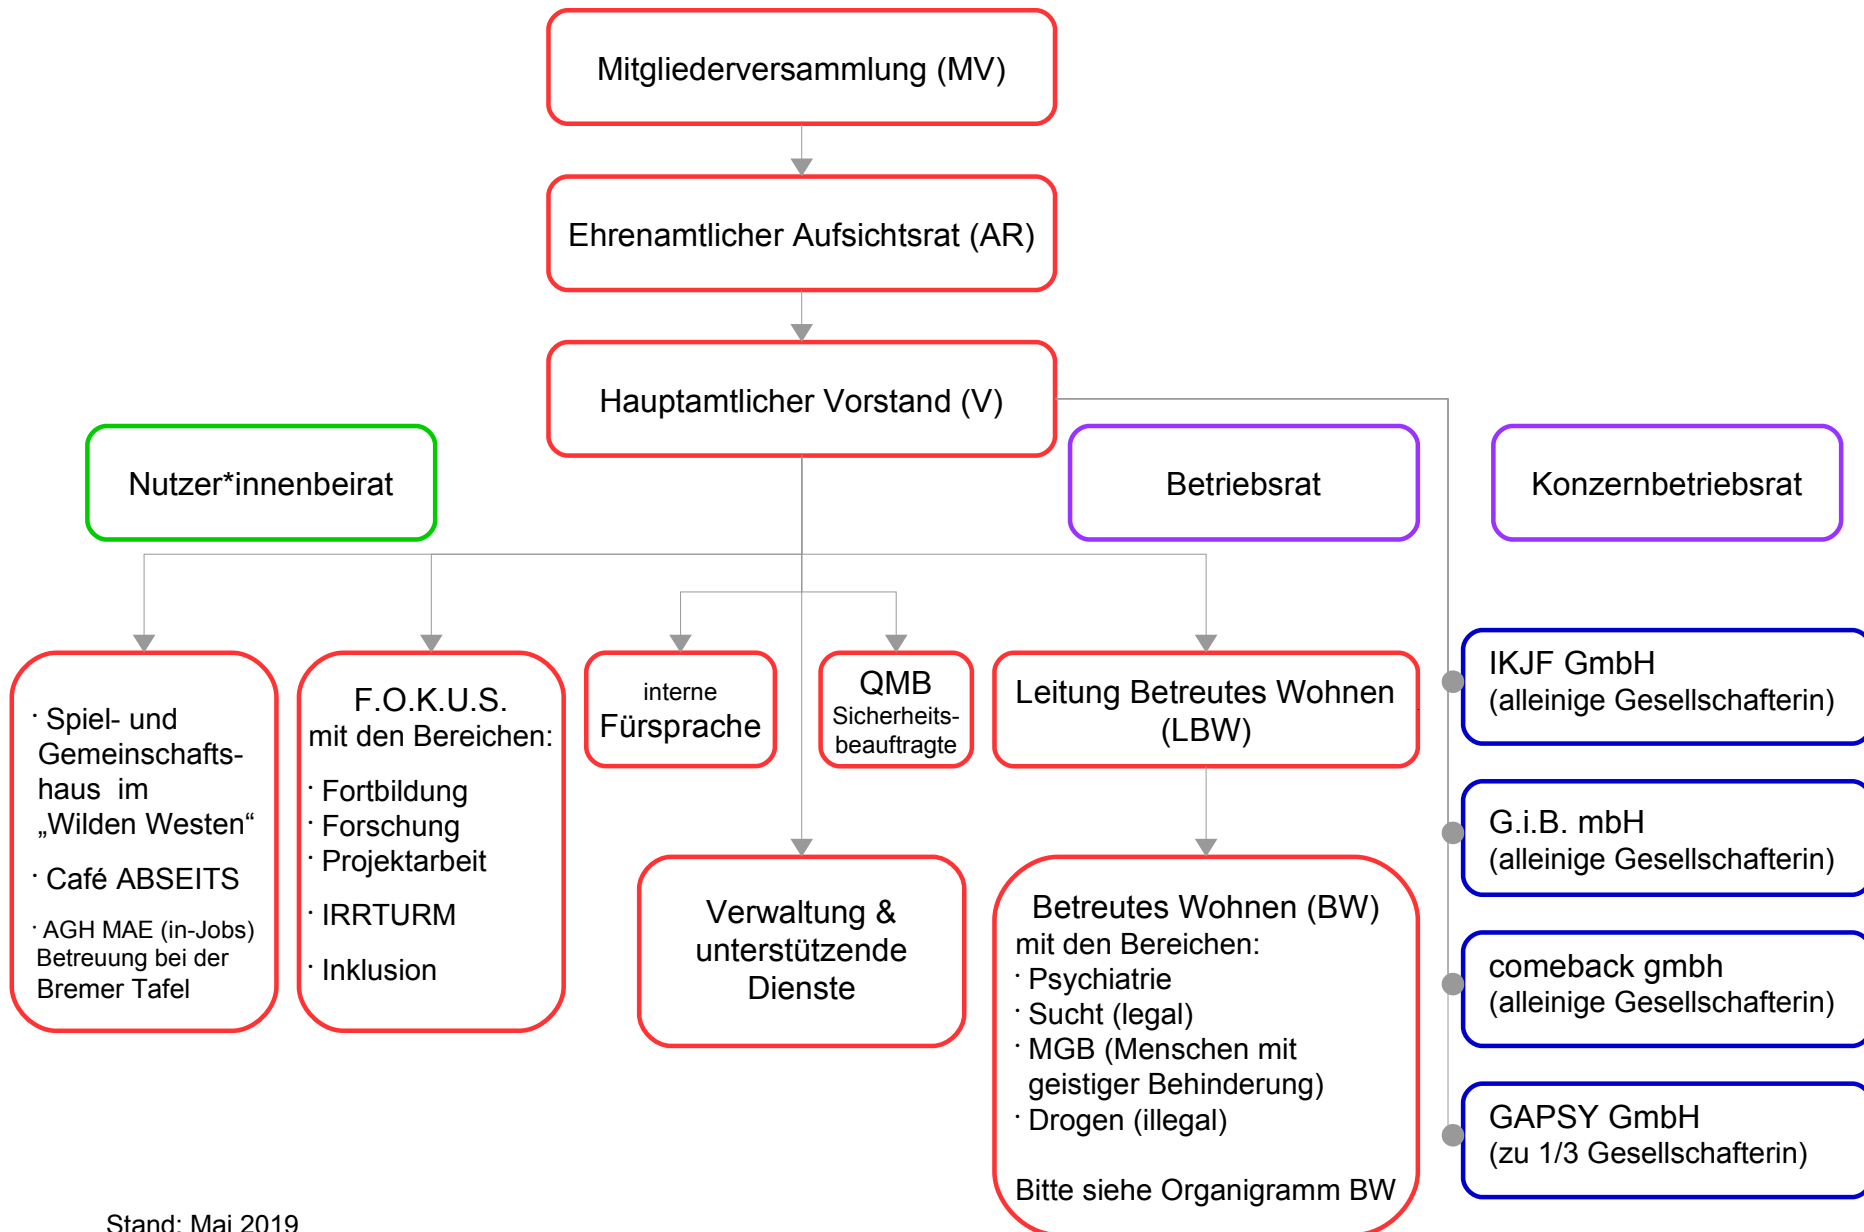 Mitgliederversammlung (MV)
Ehrenamtlicher Aufsichtsrat (AR)
Hauptamtlicher Vorstand (V)
Nutzer*innenbeirat
Betriebsrat
Konzernbetriebsrat
· Spiel- und
Gemeinschafts-
haus im
„Wilden Westen“
· Café ABSEITS
· AGH MAE (in-Jobs)
Betreuung bei der
Bremer Tafel
F.O.K.U.S.
mit den Bereichen:
· Fortbildung
· Forschung
· Projektarbeit
· IRRTURM
· Inklusion
interne
Fürsprache
QMB
Sicherheits-
beauftragte
Leitung Betreutes Wohnen
(LBW)
Verwaltung &
unterstützende
Dienste
Betreutes Wohnen (BW)
mit den Bereichen:
· Psychiatrie
· Sucht (legal)
· MGB (Menschen mit
geistiger Behinderung)
· Drogen (illegal)
Bitte siehe Organigramm BW
IKJF GmbH
(alleinige Gesellschafterin)
G.i.B. mbH
(alleinige Gesellschafterin)
comeback gmbh
(alleinige Gesellschafterin)
GAPSY GmbH
(zu 1/3 Gesellschafterin)
Stand: Mai 2019